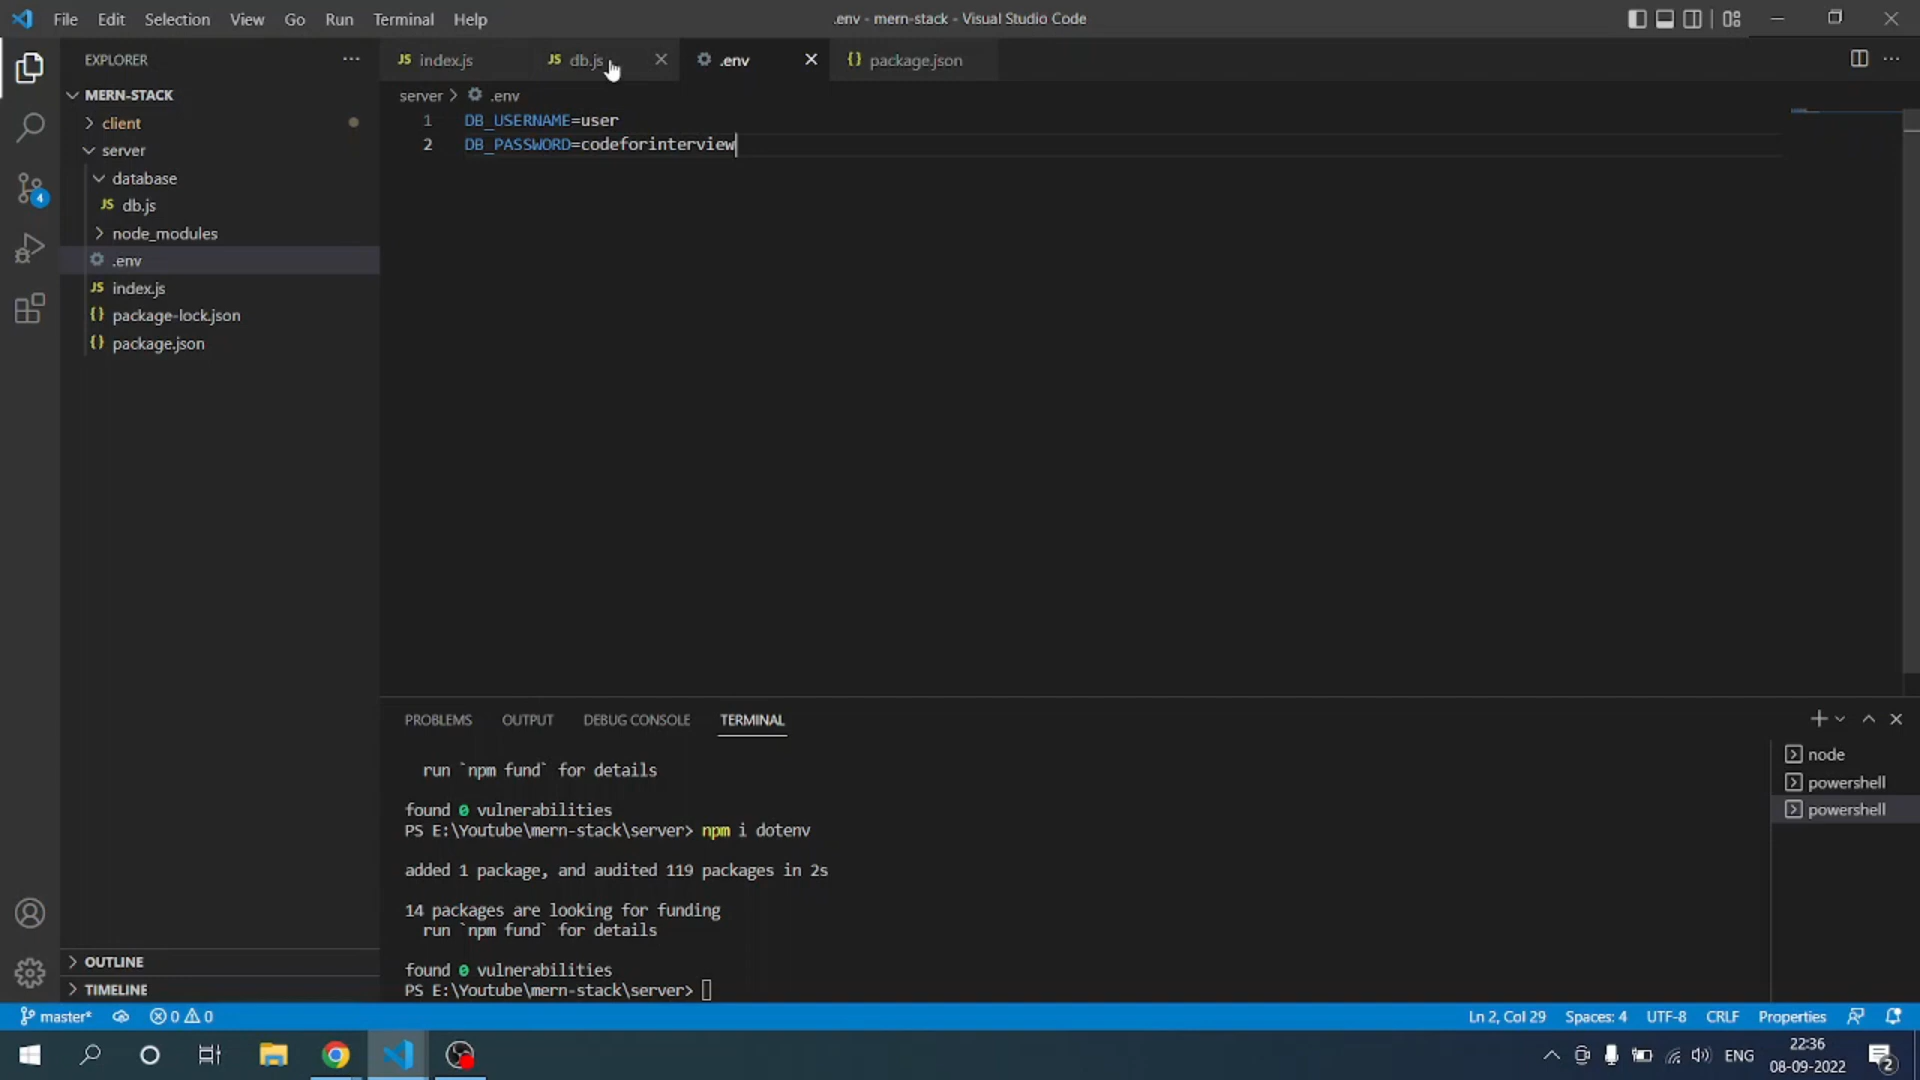 File Edit Selection View Go Run Terminal Help
.env - mern-stack - Visual Studio Code
EXPLORER
MERN-STACK
client
server
database
JS db.js
node_modules
.env
JS index.js
{} package-lock.json
{} package.json
OUTLINE
TIMELINE
4
JS index.js
JS db.js
.env
{} package.json
server > .env
1 DB_USERNAME=user
2 DB_PASSWORD=codeforinterview
PROBLEMS OUTPUT DEBUG CONSOLE TERMINAL
run `npm fund` for details
found 0 vulnerabilities
PS E:\Youtube\mern-stack\server> npm i dotenv
added 1 package, and audited 119 packages in 2s
14 packages are looking for funding
run `npm fund` for details
found 0 vulnerabilities
PS E:\Youtube\mern-stack\server>
node
powershell
powershell
master* 0 0
Ln 2, Col 29 Spaces: 4 UTF-8 CRLF Properties
ENG
22:36
08-09-2022
2